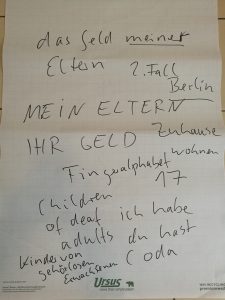 das Geld meiner
Eltern 2. Fall
Berlin
MEIN ELTERN
IHR GELD Zuhause
wohnen
Fingeralphabet
17
Children
of deaf ich habe
adults du hast
Kinder von Coda
gehörlosen
Erwachsenen
Ursus